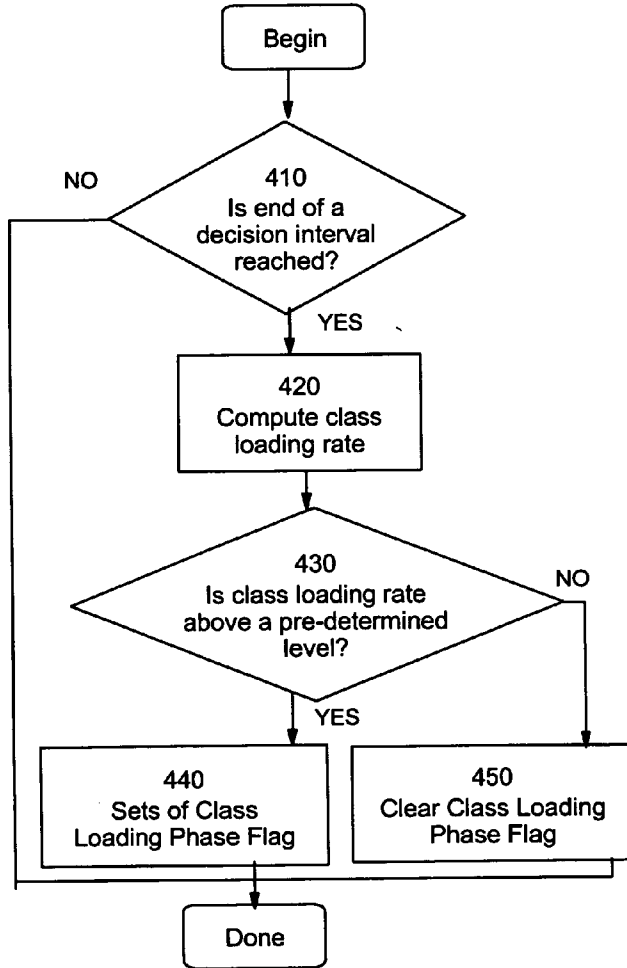 Begin
410
Is end of a
decision interval
reached?
NO
YES
420
Compute class
loading rate
430
Is class loading rate
above a pre-determined
level?
NO
YES
440
Sets of Class
Loading Phase Flag
450
Clear Class Loading
Phase Flag
Done